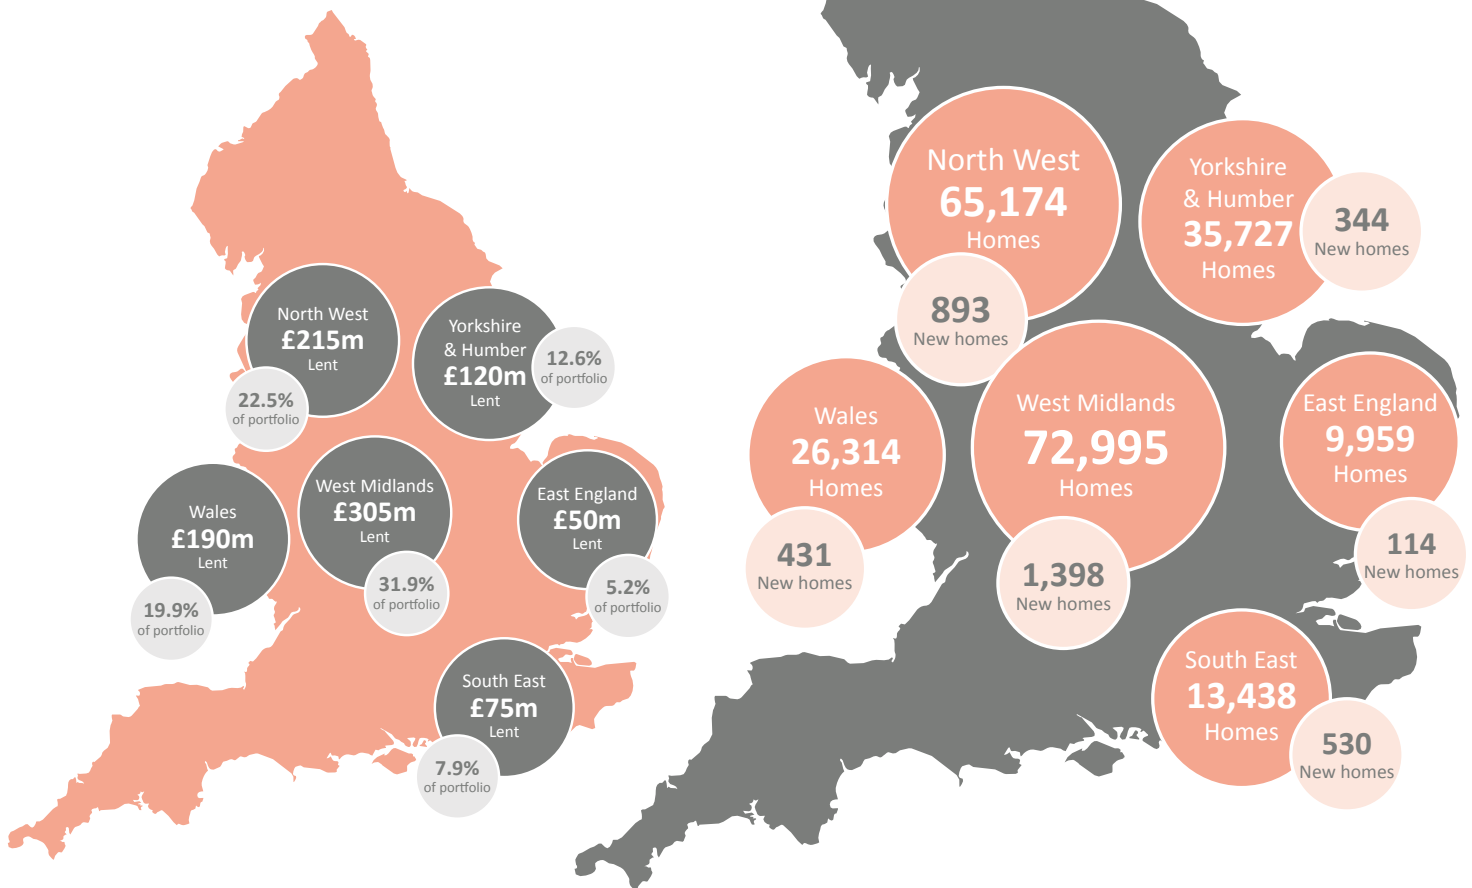 North West
£215m
Lent
22.5%
of portfolio
Yorkshire
& Humber
£120m
Lent
12.6%
of portfolio
Wales
£190m
Lent
19.9%
of portfolio
West Midlands
£305m
Lent
31.9%
of portfolio
East England
£50m
Lent
5.2%
of portfolio
South East
£75m
Lent
7.9%
of portfolio
North West
65,174
Homes
893
New homes
Yorkshire
& Humber
35,727
Homes
344
New homes
Wales
26,314
Homes
431
New homes
West Midlands
72,995
Homes
1,398
New homes
East England
9,959
Homes
114
New homes
South East
13,438
Homes
530
New homes